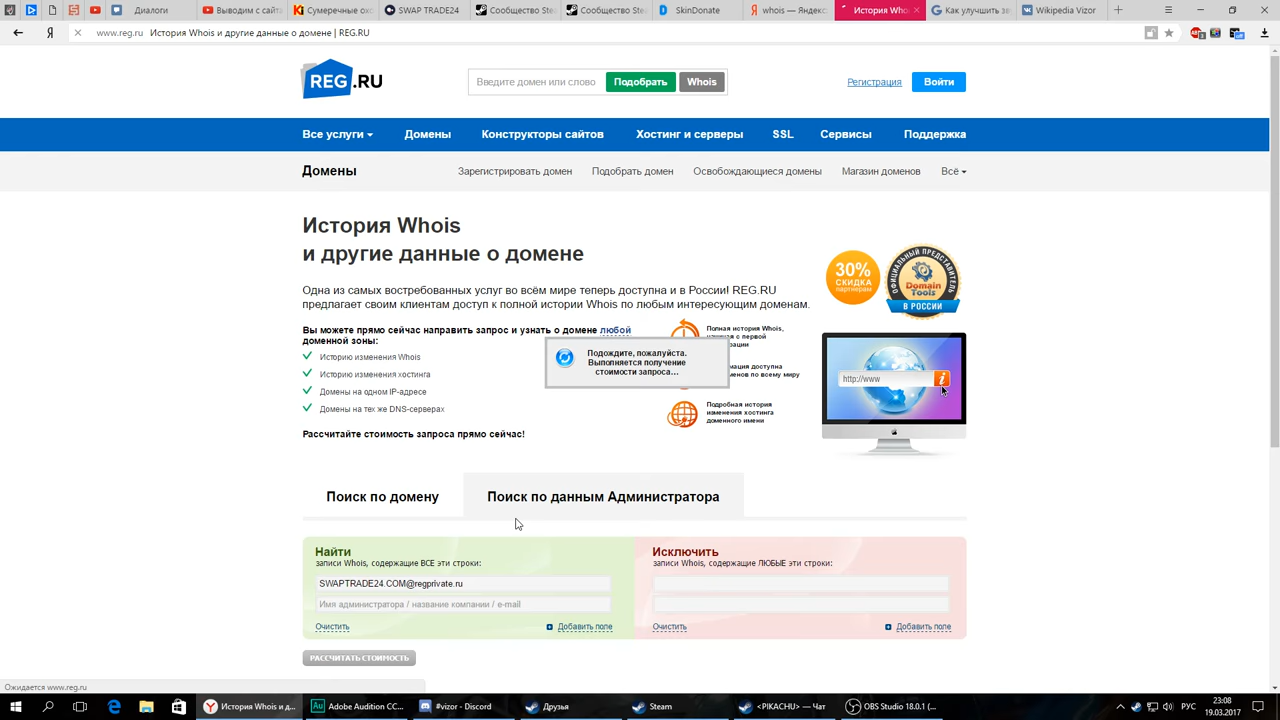 Диалоги
Выводим с сайта
Сумеречные охо
SWAP TRADE24
Сообщество Stea
Сообщество Stea
SkinDonate
whois — Яндекс
История Whois
Как улучшить зв
Wikipedia Vizor
www.reg.ru История Whois и другие данные о домене | REG.RU
REG.RU
Введите домен или слово
Подобрать
Whois
Регистрация
Войти
Все услуги
Домены
Конструкторы сайтов
Хостинг и серверы
SSL
Сервисы
Поддержка
Домены
Зарегистрировать домен
Подобрать домен
Освобождающиеся домены
Магазин доменов
Всё
История Whois
и другие данные о домене
Одна из самых востребованных услуг во всём мире теперь доступна и в России! REG.RU
предлагает своим клиентам доступ к полной истории Whois по любым интересующим доменам.
30%
СКИДКА
ПАРТНЕРАМ
ОФИЦИАЛЬНЫЙ ПРЕДСТАВИТЕЛЬ
Domain
Tools
В РОССИИ
Вы можете прямо сейчас направить запрос и узнать о домене любой
доменной зоны:
Историю изменения Whois
Историю изменения хостинга
Домены на одном IP-адресе
Домены на тех же DNS-серверах
Рассчитайте стоимость запроса прямо сейчас!
Полная история Whois,
Подождите, пожалуйста.
Выполняется получение
стоимости запроса...
Подробная история
изменения хостинга
доменного имени
http://www
Поиск по домену
Поиск по данным Администратора
Найти
записи Whois, содержащие ВСЕ эти строки:
SWAPTRADE24.COM@regprivate.ru
Имя администратора / название компании / e-mail
Очистить
Добавить поле
Исключить
записи Whois, содержащие ЛЮБЫЕ эти строки:
Очистить
Добавить поле
РАССЧИТАТЬ СТОИМОСТЬ
Ожидается www.reg.ru
История Whois и д...
Adobe Audition CC...
#vizor - Discord
Друзья
Steam
<PIKACHU> — Чат
OBS Studio 18.0.1 (...
РУС
23:08
19.03.2017